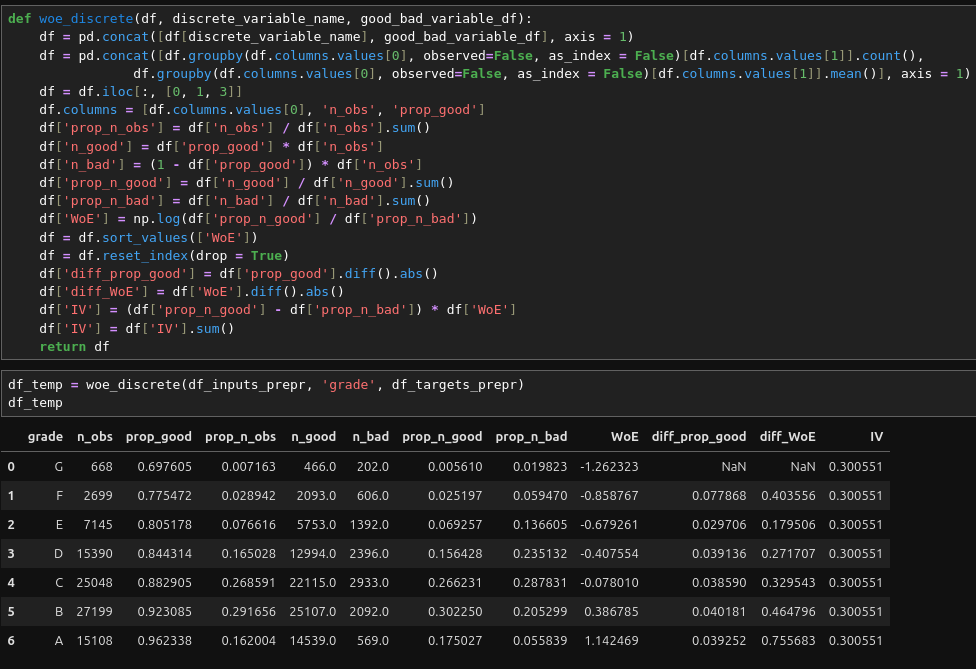 def woe_discrete(df, discrete_variable_name, good_bad_variable_df):
    df = pd.concat([df[discrete_variable_name], good_bad_variable_df], axis = 1)
    df = pd.concat([df.groupby(df.columns.values[0], observed=False, as_index = False)[df.columns.values[1]].count(),
                df.groupby(df.columns.values[0], observed=False, as_index = False)[df.columns.values[1]].mean()], axis = 1)
    df = df.iloc[:, [0, 1, 3]]
    df.columns = [df.columns.values[0], 'n_obs', 'prop_good']
    df['prop_n_obs'] = df['n_obs'] / df['n_obs'].sum()
    df['n_good'] = df['prop_good'] * df['n_obs']
    df['n_bad'] = (1 - df['prop_good']) * df['n_obs']
    df['prop_n_good'] = df['n_good'] / df['n_good'].sum()
    df['prop_n_bad'] = df['n_bad'] / df['n_bad'].sum()
    df['WoE'] = np.log(df['prop_n_good'] / df['prop_n_bad'])
    df = df.sort_values(['WoE'])
    df = df.reset_index(drop = True)
    df['diff_prop_good'] = df['prop_good'].diff().abs()
    df['diff_WoE'] = df['WoE'].diff().abs()
    df['IV'] = (df['prop_n_good'] - df['prop_n_bad']) * df['WoE']
    df['IV'] = df['IV'].sum()
    return df
df_temp = woe_discrete(df_inputs_prepr, 'grade', df_targets_prepr)
df_temp
grade n_obs prop_good prop_n_obs n_good n_bad prop_n_good prop_n_bad WoE diff_prop_good diff_WoE IV
0 G 668 0.697605 0.007163 466.0 202.0 0.005610 0.019823 -1.262323 NaN NaN 0.300551
1 F 2699 0.775472 0.028942 2093.0 606.0 0.025197 0.059470 -0.858767 0.077868 0.403556 0.300551
2 E 7145 0.805178 0.076616 5753.0 1392.0 0.069257 0.136605 -0.679261 0.029706 0.179506 0.300551
3 D 15390 0.844314 0.165028 12994.0 2396.0 0.156428 0.235132 -0.407554 0.039136 0.271707 0.300551
4 C 25048 0.882905 0.268591 22115.0 2933.0 0.266231 0.287831 -0.078010 0.038590 0.329543 0.300551
5 B 27199 0.923085 0.291656 25107.0 2092.0 0.302250 0.205299 0.386785 0.040181 0.464796 0.300551
6 A 15108 0.962338 0.162004 14539.0 569.0 0.175027 0.055839 1.142469 0.039252 0.755683 0.300551